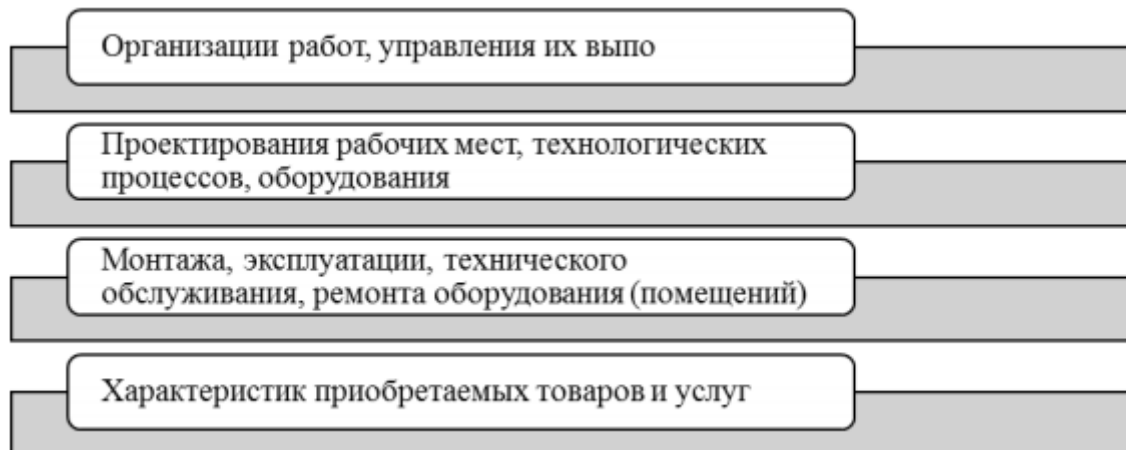 Организации работ, управления их выпо
Проектирования рабочих мест, технологических
процессов, оборудования
Монтажа, эксплуатации, технического
обслуживания, ремонта оборудования (помещений)
Характеристик приобретаемых товаров и услуг